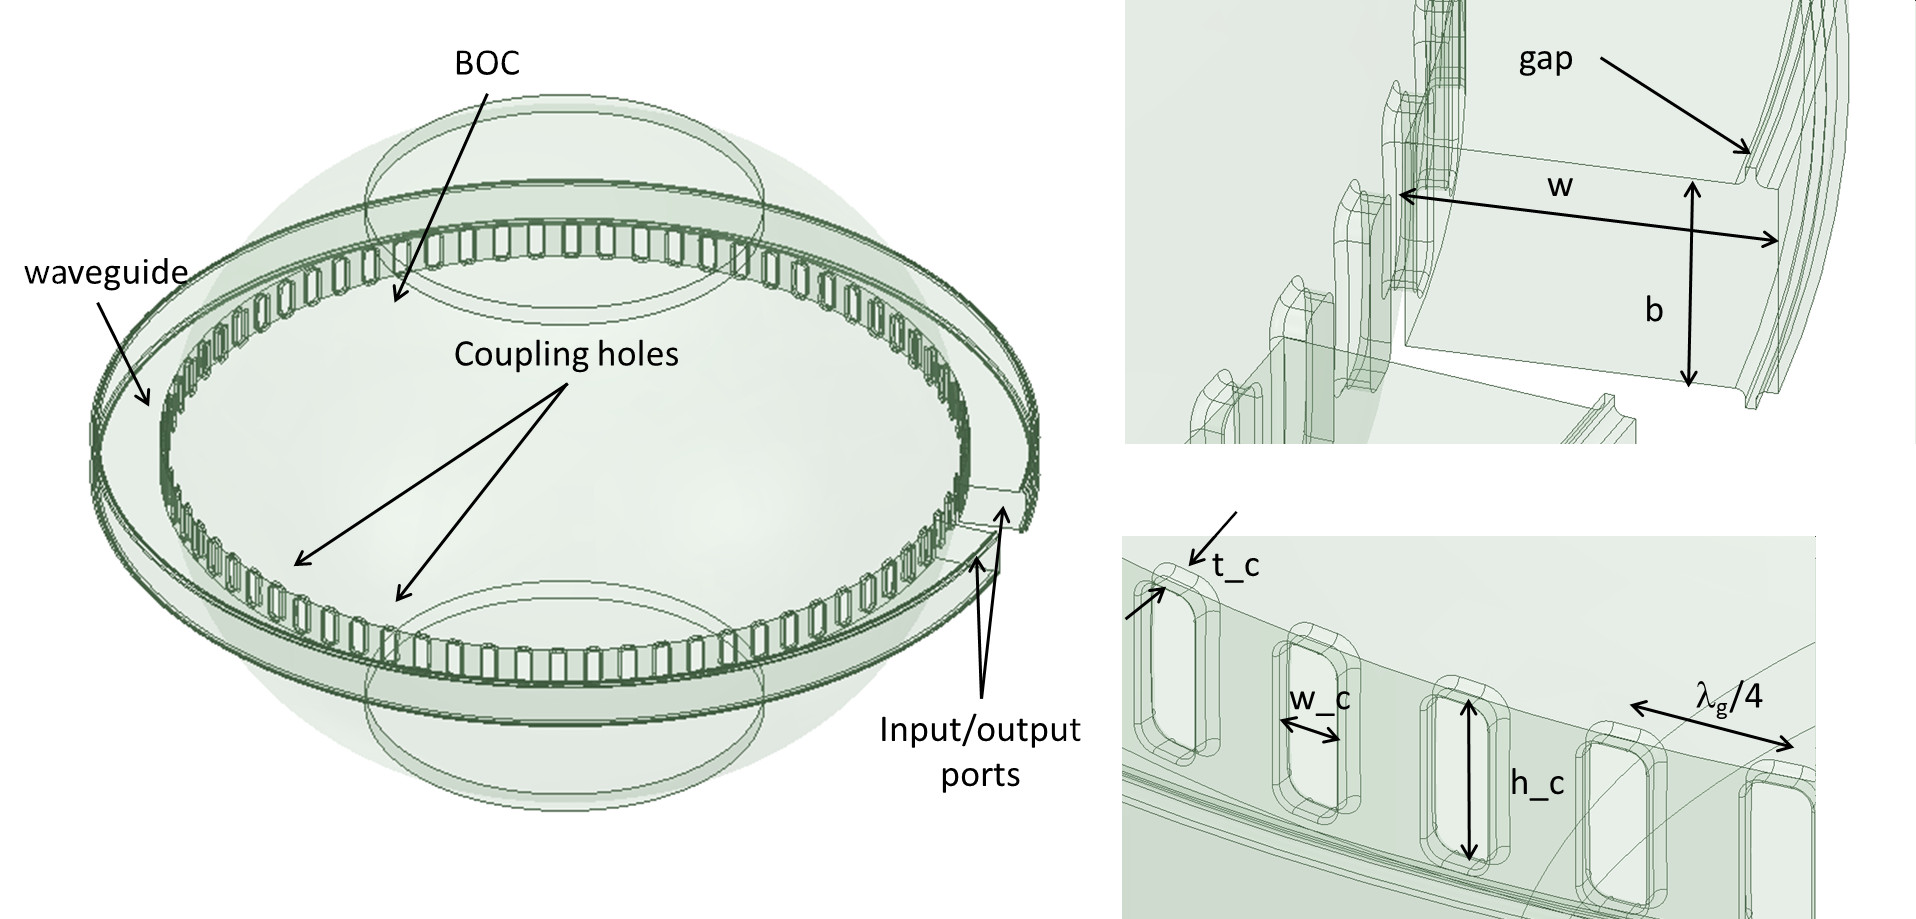 BOC
waveguide
Coupling holes
Input/output
ports
gap
w
b
t_c
w_c
h_c
λg/4